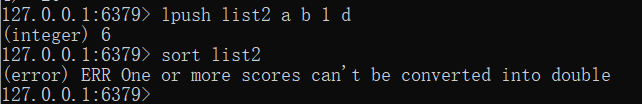 127.0.0.1:6379> lpush list2 a b 1 d
(integer) 6
127.0.0.1:6379> sort list2
(error) ERR One or more scores can't be converted into double
127.0.0.1:6379>